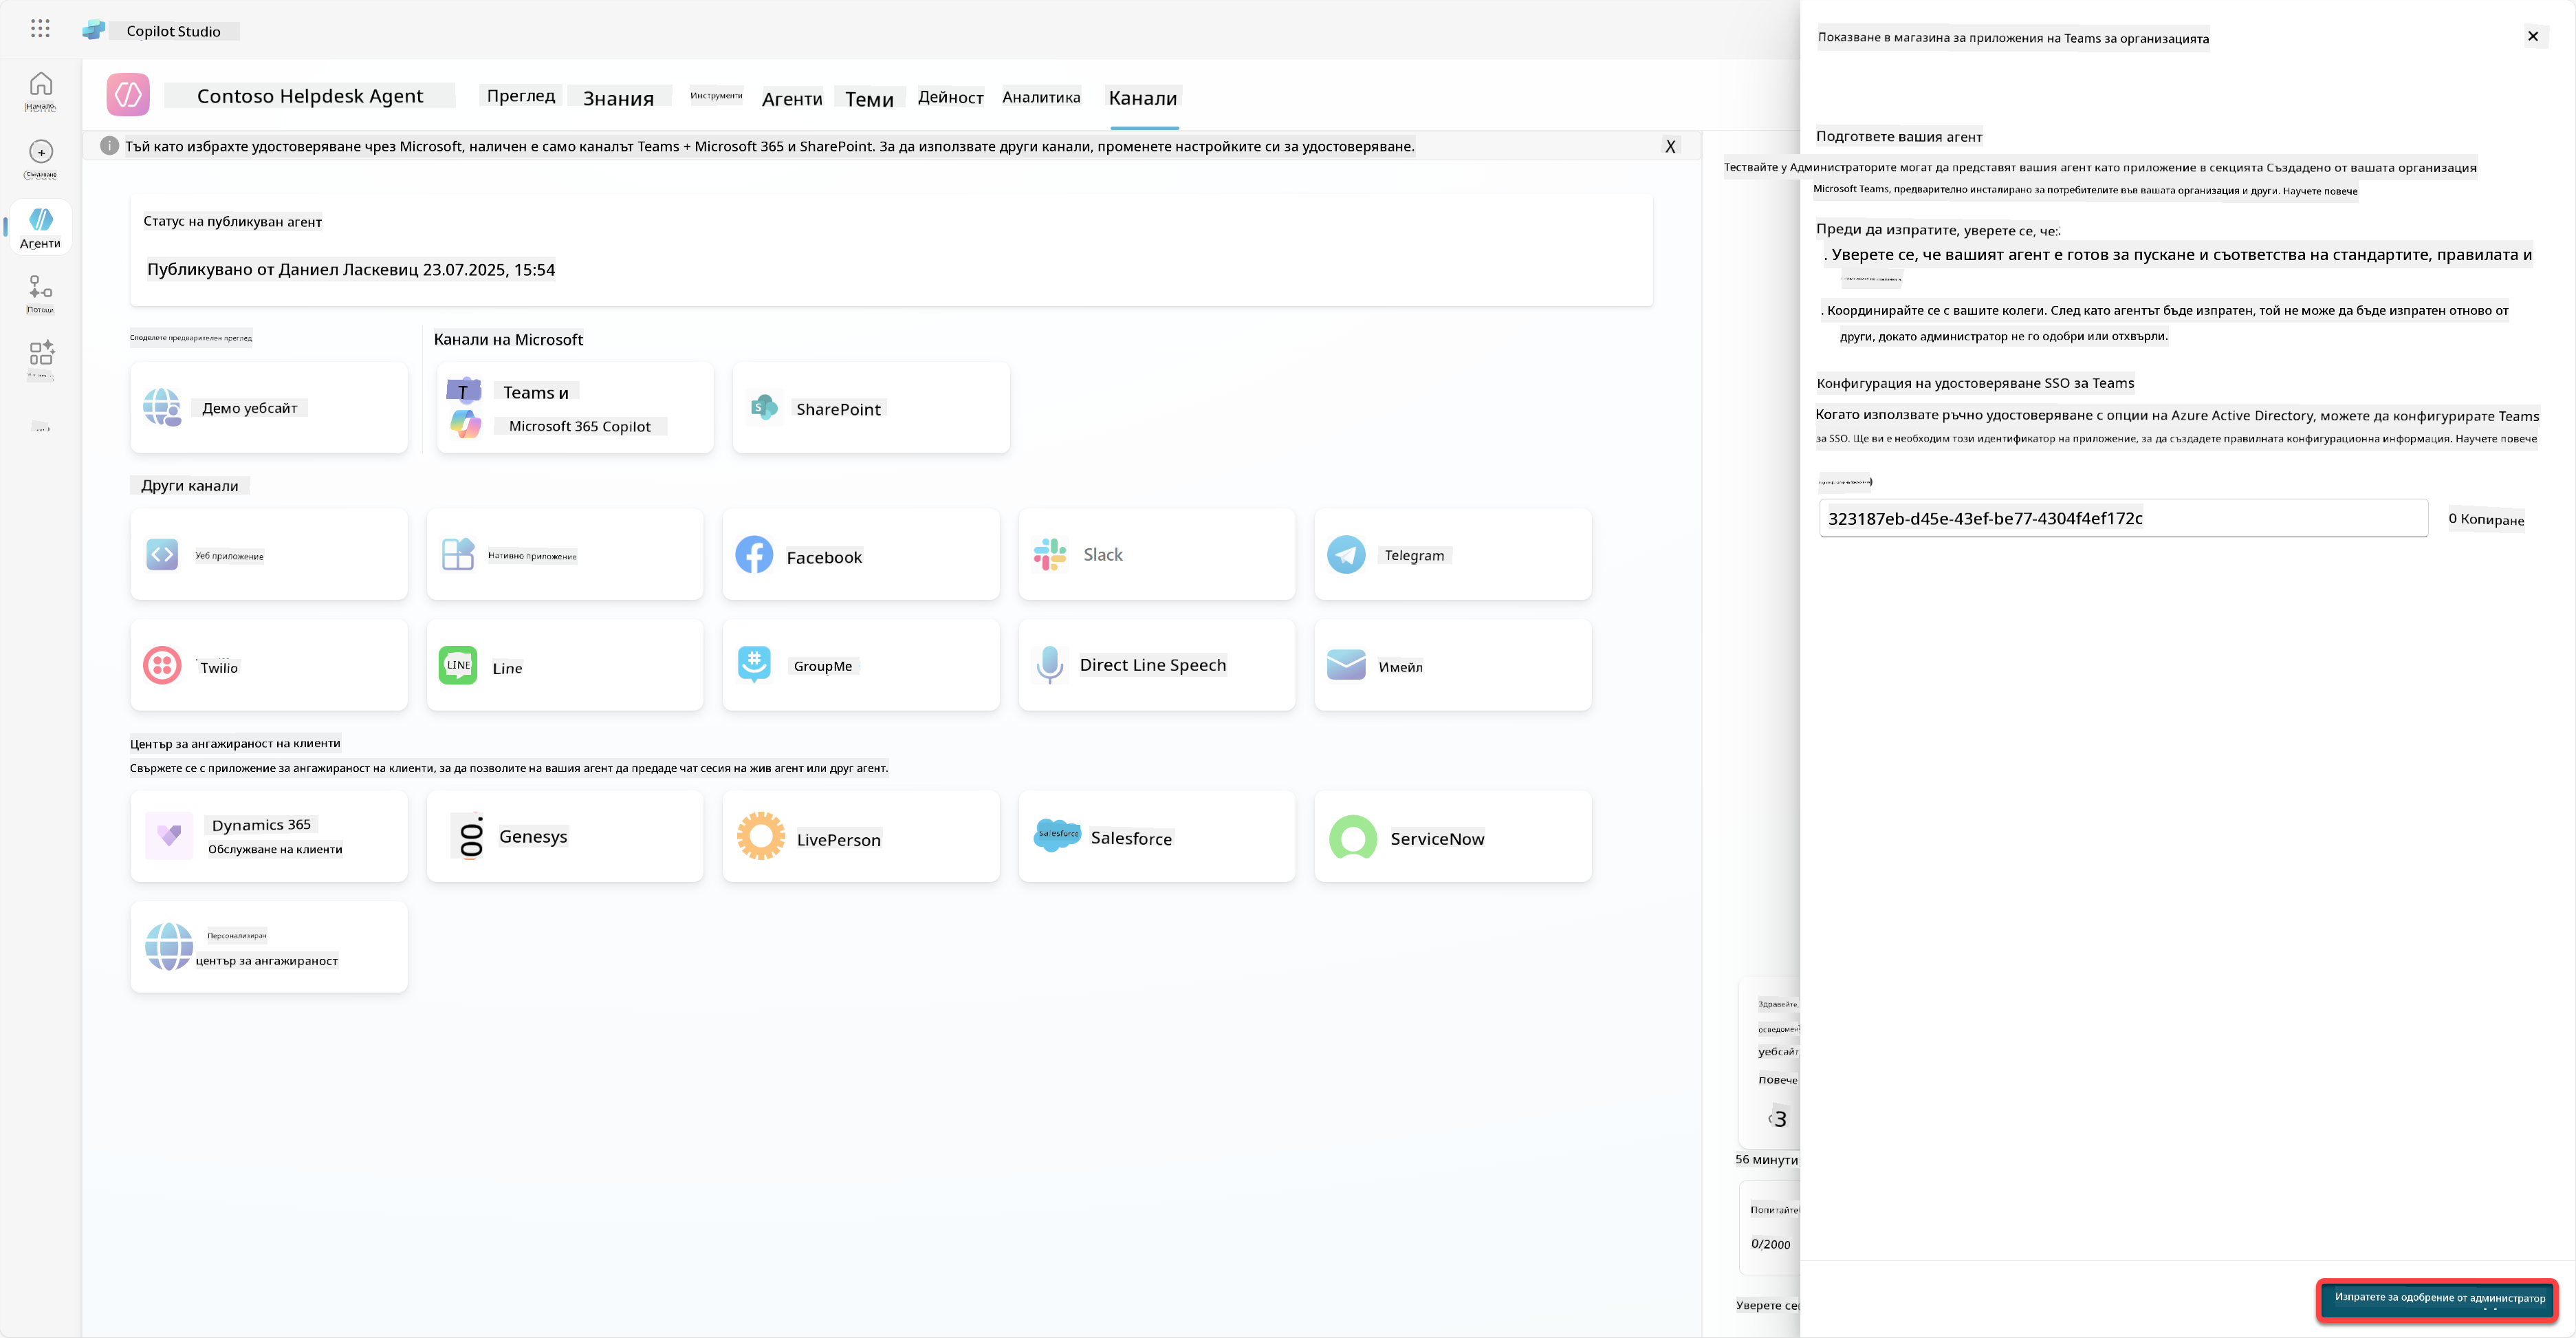 Copilot Studio
Contoso Helpdesk Agent
Преглед
Знания
Инструменти
Агенти
Теми
Дейност
Аналитика
Канали
Начало
Създаване
Агенти
Потоци
Тъй като избрахте удостоверяване чрез Microsoft, наличен е само каналът Teams + Microsoft 365 и SharePoint. За да използвате други канали, променете настройките си за удостоверяване.
X
Статус на публикуван агент
Публикувано от Даниел Ласкевиц 23.07.2025, 15:54
Споделете предварителен преглед
Канали на Microsoft
Демо уебсайт
T
Teams и
Microsoft 365 Copilot
S
SharePoint
Други канали
Уеб приложение
Нативно приложение
Facebook
Slack
Telegram
Twilio
LINE
Line
GroupMe
Direct Line Speech
Имейл
Център за ангажираност на клиенти
Свържете се с приложение за ангажираност на клиенти, за да позволите на вашия агент да предаде чат сесия на жив агент или друг агент.
Dynamics 365
Обслужване на клиенти
Genesys
LivePerson
salesforce
Salesforce
ServiceNow
Персонализиран
център за ангажираност
Здравейте,
осведомен
уебсайт
повече
3
56 минути
Попитайте
0/2000
Уверете се
Показване в магазина за приложения на Teams за организацията
Подгответе вашия агент
Тествайте у Администраторите могат да представят вашия агент като приложение в секцията Създадено от вашата организация
Microsoft Teams, предварително инсталирано за потребителите във вашата организация и други. Научете повече
Преди да изпратите, уверете се, че:
. Уверете се, че вашият агент е готов за пускане и съответства на стандартите, правилата и
. Координирайте се с вашите колеги. След като агентът бъде изпратен, той не може да бъде изпратен отново от
други, докато администратор не го одобри или отхвърли.
Конфигурация на удостоверяване SSO за Teams
Когато използвате ръчно удостоверяване с опции на Azure Active Directory, можете да конфигурирате Teams
за SSO. Ще ви е необходим този идентификатор на приложение, за да създадете правилната конфигурационна информация. Научете повече
323187eb-d45e-43ef-be77-4304f4ef172c
0 Копиране
Изпратете за одобрение от администратор